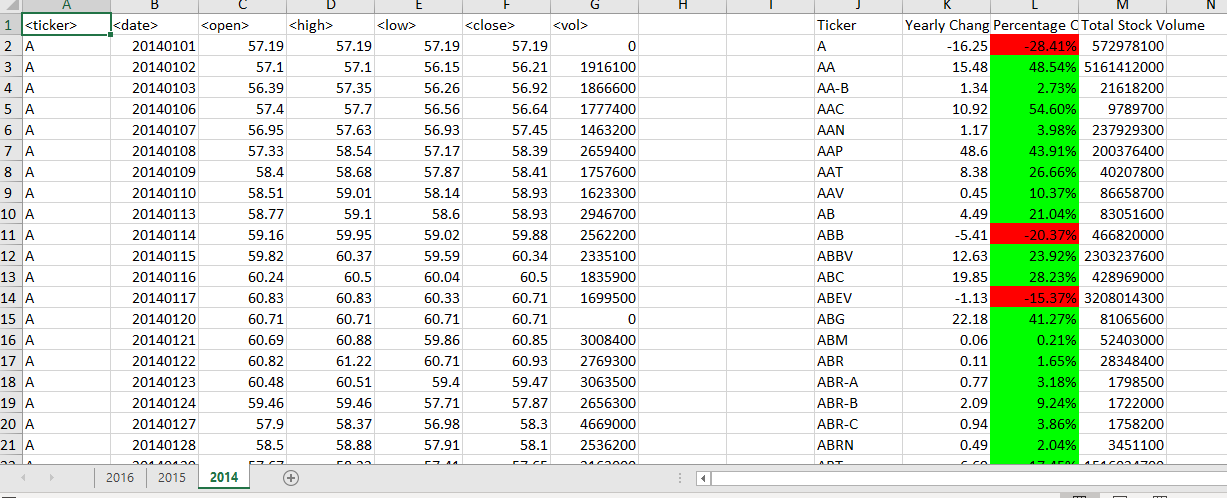 A B C D E F G H I J K L M N
1 <ticker> <date> <open> <high> <low> <close> <vol> Ticker Yearly Chang Percentage C Total Stock Volume
2 A 20140101 57.19 57.19 57.19 57.19 0 A -16.25 -28.41% 572978100
3 A 20140102 57.1 57.1 56.15 56.21 1916100 AA 15.48 48.54% 5161412000
4 A 20140103 56.39 57.35 56.26 56.92 1866600 AA-B 1.34 2.73% 21618200
5 A 20140106 57.4 57.7 56.56 56.64 1777400 AAC 10.92 54.60% 9789700
6 A 20140107 56.95 57.63 56.93 57.45 1463200 AAN 1.17 3.98% 237929300
7 A 20140108 57.33 58.54 57.17 58.39 2659400 AAP 48.6 43.91% 200376400
8 A 20140109 58.4 58.68 57.87 58.41 1757600 AAT 8.38 26.66% 40207800
9 A 20140110 58.51 59.01 58.14 58.93 1623300 AAV 0.45 10.37% 86658700
10 A 20140113 58.77 59.1 58.6 58.93 2946700 AB 4.49 21.04% 83051600
11 A 20140114 59.16 59.95 59.02 59.88 2562200 ABB -5.41 -20.37% 466820000
12 A 20140115 59.82 60.37 59.59 60.34 2335100 ABBV 12.63 23.92% 2303237600
13 A 20140116 60.24 60.5 60.04 60.5 1835900 ABC 19.85 28.23% 428969000
14 A 20140117 60.83 60.83 60.33 60.71 1699500 ABEV -1.13 -15.37% 3208014300
15 A 20140120 60.71 60.71 60.71 60.71 0 ABG 22.18 41.27% 81065600
16 A 20140121 60.69 60.88 59.86 60.85 3008400 ABM 0.06 0.21% 52403000
17 A 20140122 60.82 61.22 60.71 60.93 2769300 ABR 0.11 1.65% 28348400
18 A 20140123 60.48 60.51 59.4 59.47 3063500 ABR-A 0.77 3.18% 1798500
19 A 20140124 59.46 59.46 57.71 57.87 2656300 ABR-B 2.09 9.24% 1722000
20 A 20140127 57.9 58.37 56.98 58.3 4669000 ABR-C 0.94 3.86% 1758200
21 A 20140128 58.5 58.88 57.91 58.1 2536200 ABRN 0.49 2.04% 3451100
2016 2015 2014